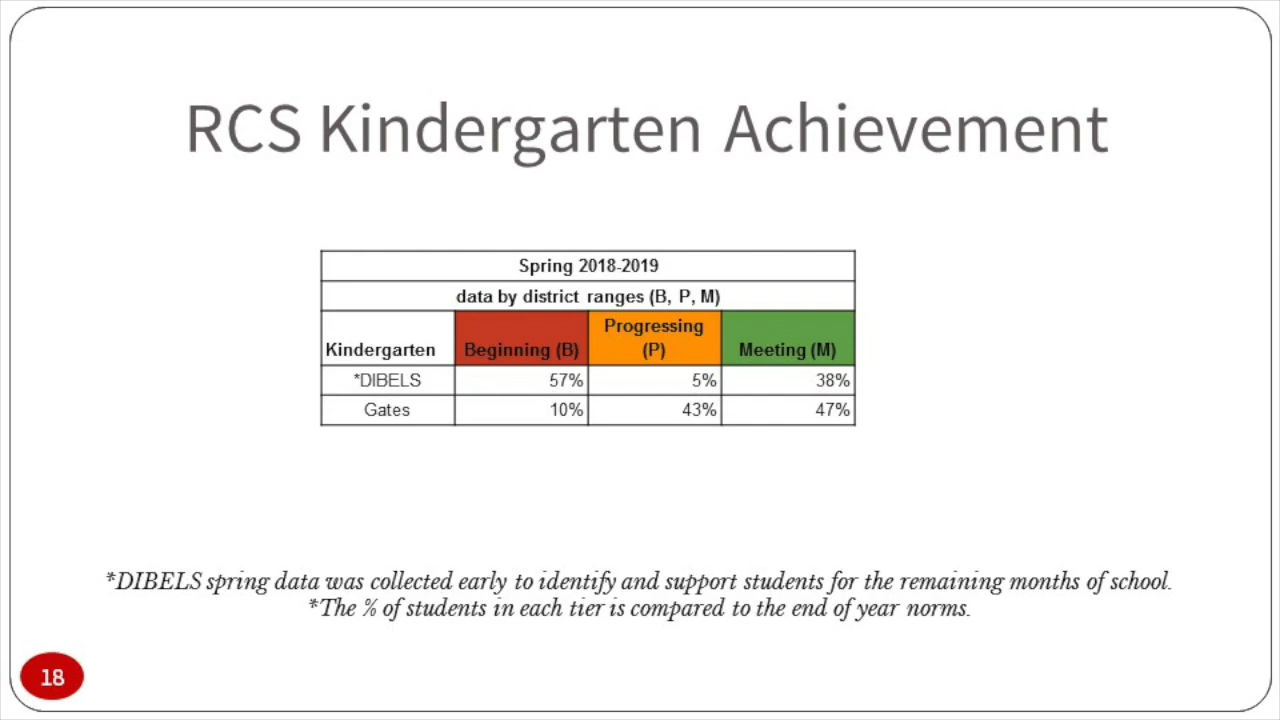 RCS Kindergarten Achievement
Spring 2018-2019
data by district ranges (B, P, M)
Kindergarten Beginning (B) Progressing (P) Meeting (M)
*DIBELS 57% 5% 38%
Gates 10% 43% 47%
*DIBELS spring data was collected early to identify and support students for the remaining months of school.
*The % of students in each tier is compared to the end of year norms.
18